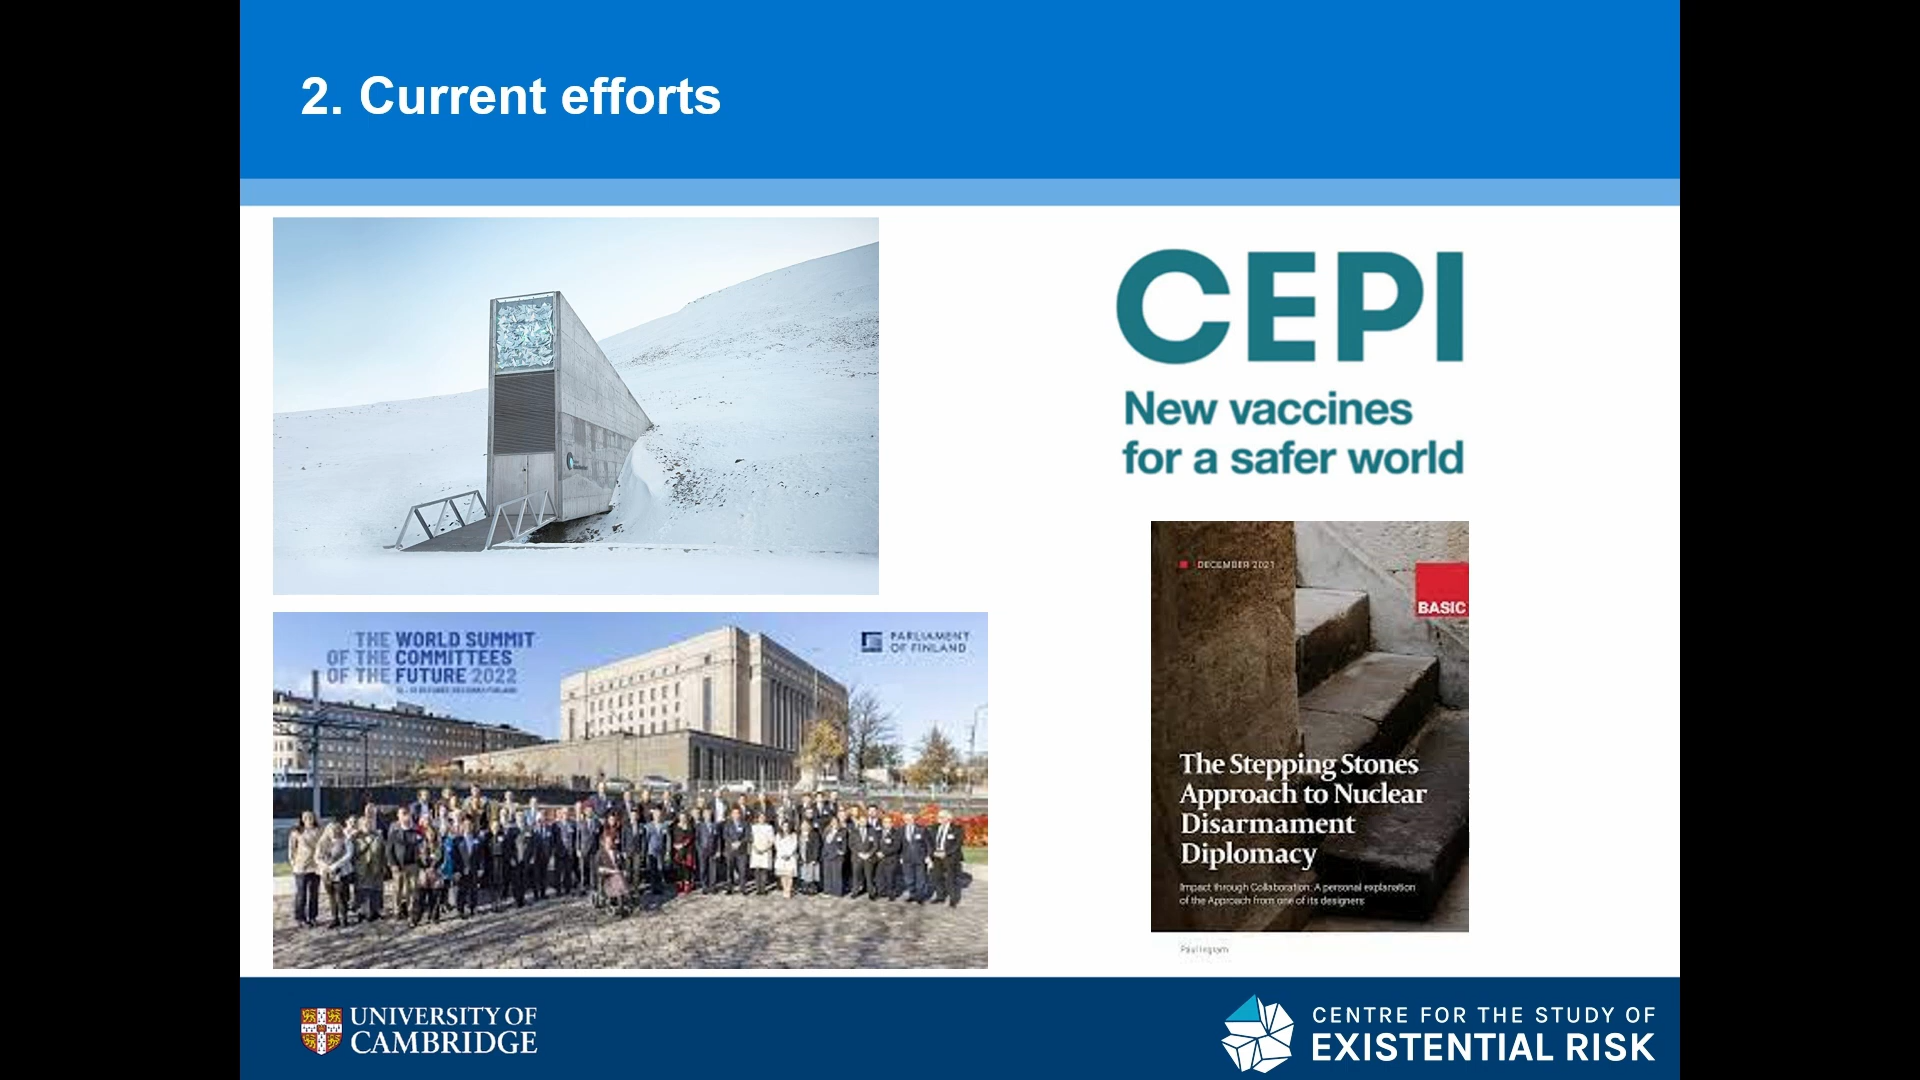 2. Current efforts
CEPI
New vaccines
for a safer world
THE WORLD SUMMIT
OF THE COMMITTEES
OF THE FUTURE 2022
PARLIAMENT
OF FINLAND
DECEMBER 2021
BASIC
The Stepping Stones
Approach to Nuclear
Disarmament
Diplomacy
Impact through Collaboration: A personal explanation
of the Approach from one of its designers
Paul Ingram
UNIVERSITY OF
CAMBRIDGE
CENTRE FOR THE STUDY OF
EXISTENTIAL RISK